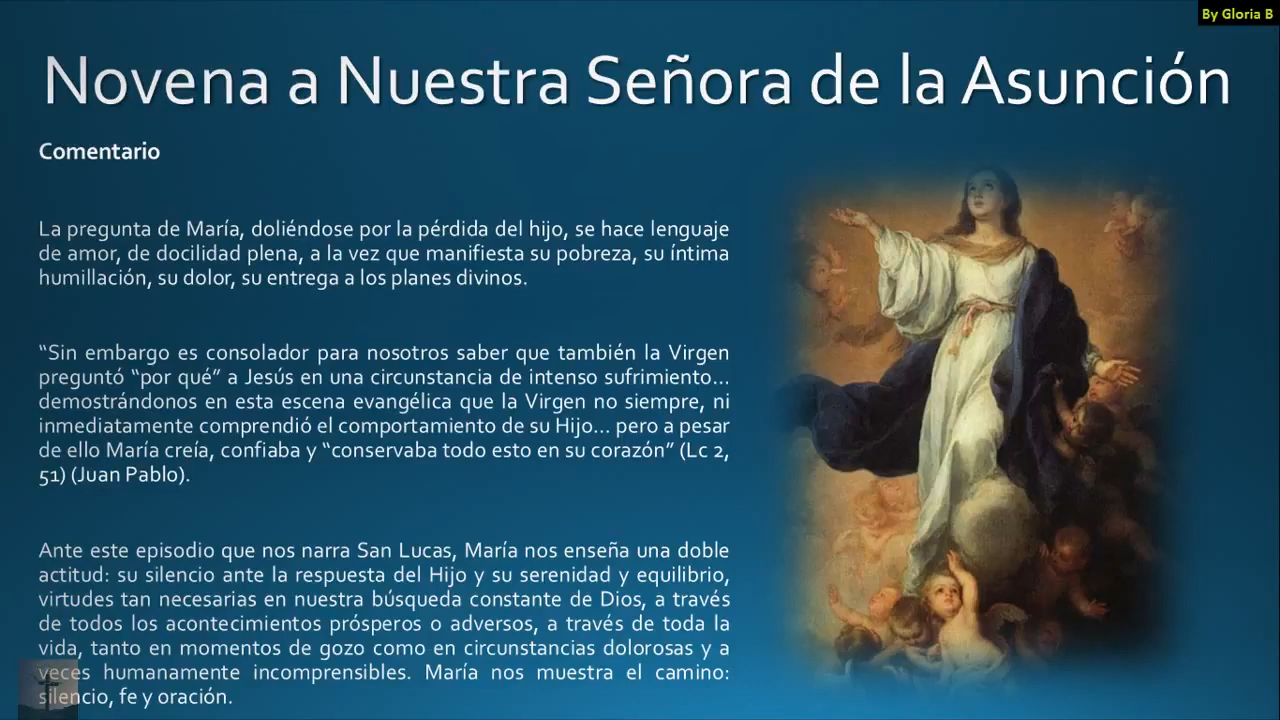 By Gloria B
Novena a Nuestra Señora de la Asunción
Comentario
La pregunta de María, doliéndose por la pérdida del hijo, se hace lenguaje
de amor, de docilidad plena, a la vez que manifiesta su pobreza, su íntima
humillación, su dolor, su entrega a los planes divinos.
“Sin embargo es consolador para nosotros saber que también la Virgen
preguntó “por qué” a Jesús en una circunstancia de intenso sufrimiento...
demostrándonos en esta escena evangélica que la Virgen no siempre, ni
inmediatamente comprendió el comportamiento de su Hijo... pero a pesar
de ello María creía, confiaba y “conservaba todo esto en su corazón” (Lc 2,
51) (Juan Pablo).
Ante este episodio que nos narra San Lucas, María nos enseña una doble
actitud: su silencio ante la respuesta del Hijo y su serenidad y equilibrio,
virtudes tan necesarias en nuestra búsqueda constante de Dios, a través
de todos los acontecimientos prósperos o adversos, a través de toda la
vida, tanto en momentos de gozo como en circunstancias dolorosas y a
veces humanamente incomprensibles. María nos muestra el camino:
silencio, fe y oración.